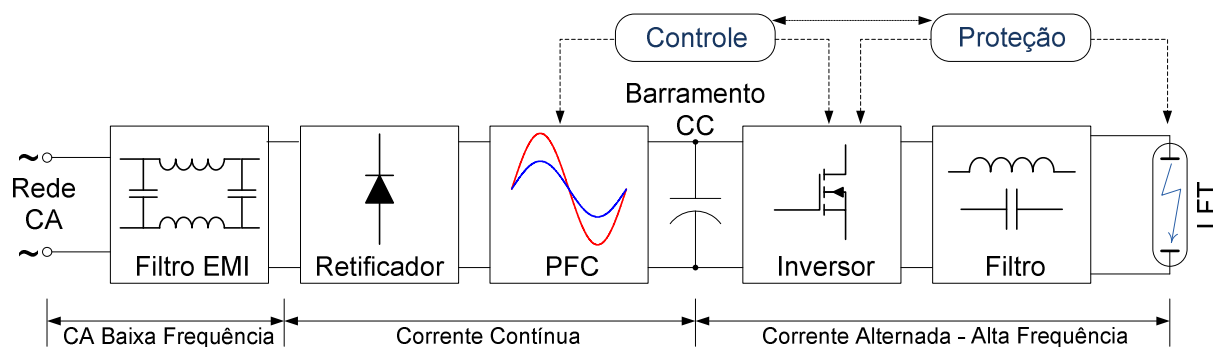 Controle
Proteção
Barramento
CC
~
Rede
CA
~
Filtro EMI
Retificador
PFC
Inversor
Filtro
LFT
CA Baixa Frequência
Corrente Contínua
Corrente Alternada - Alta Frequência